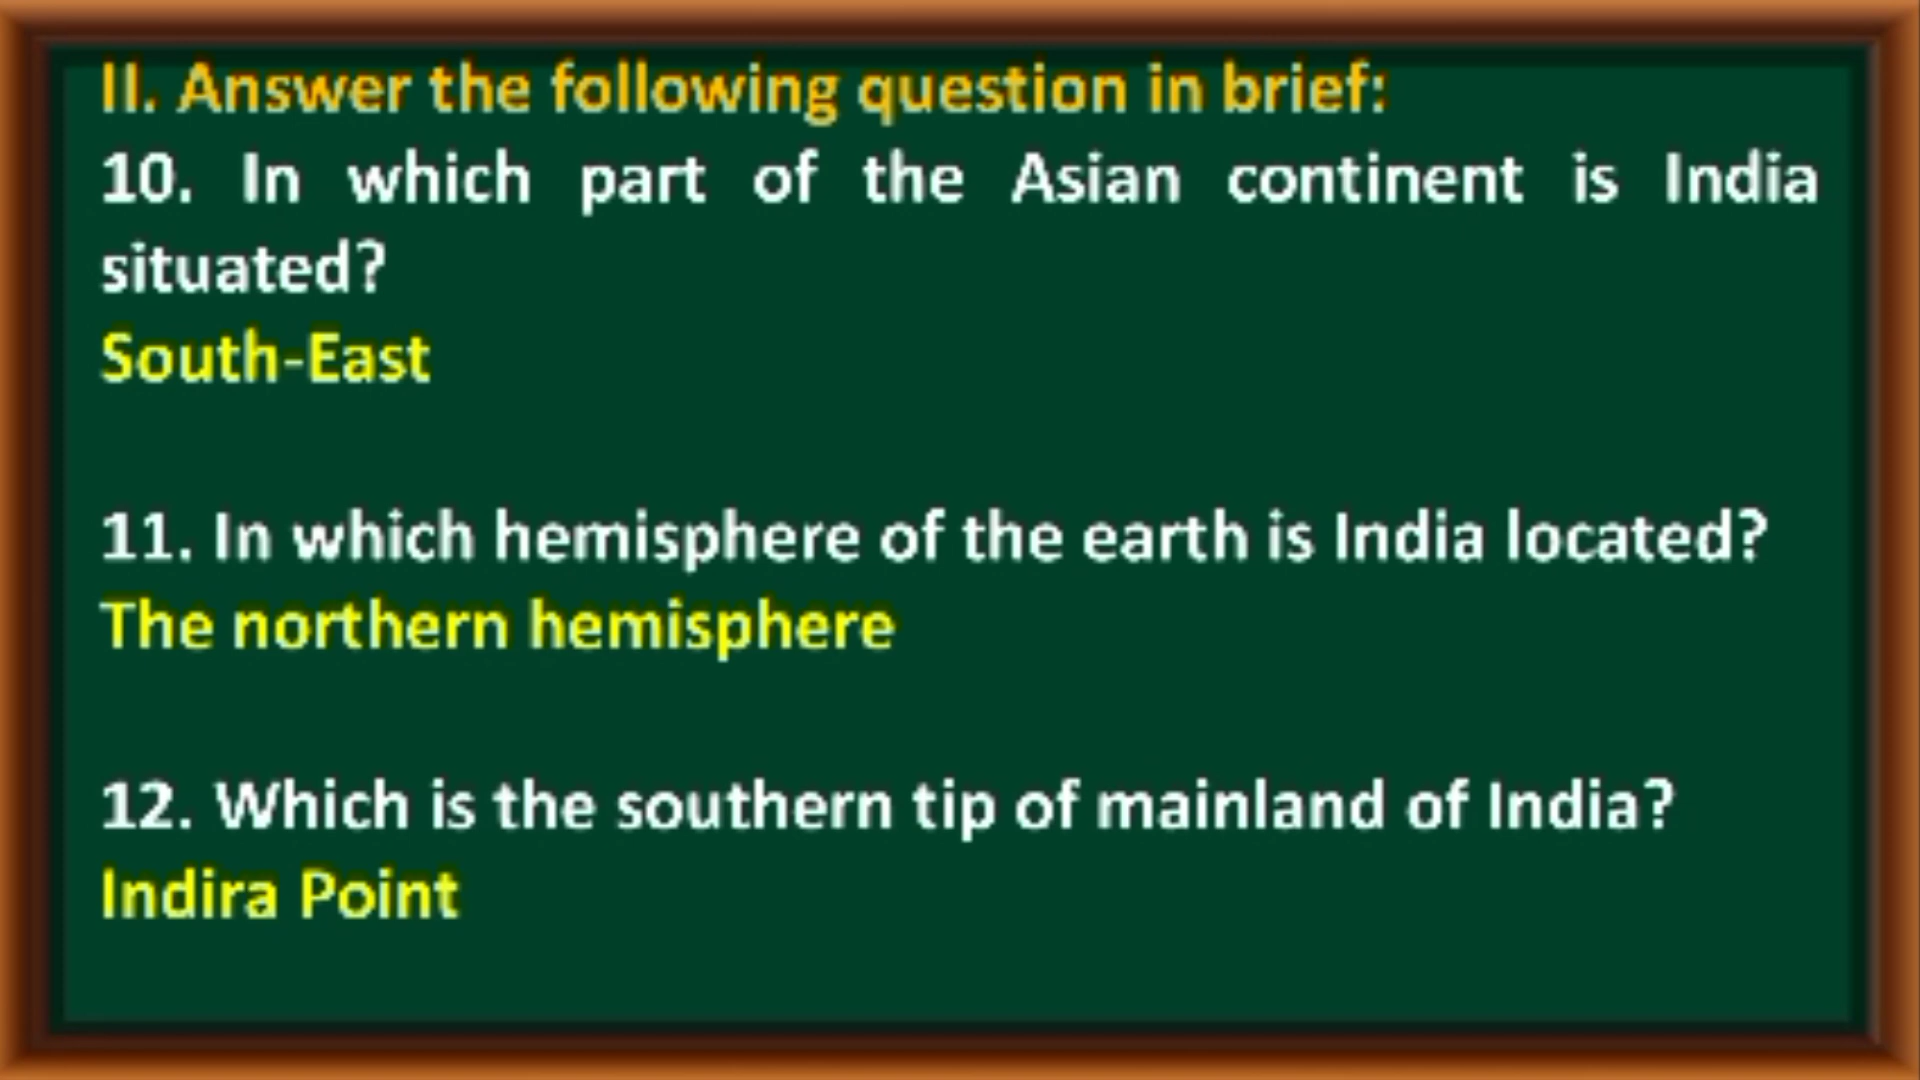 II. Answer the following question in brief:
10. In which part of the Asian continent is India
situated?
South-East
11. In which hemisphere of the earth is India located?
The northern hemisphere
12. Which is the southern tip of mainland of India?
Indira Point